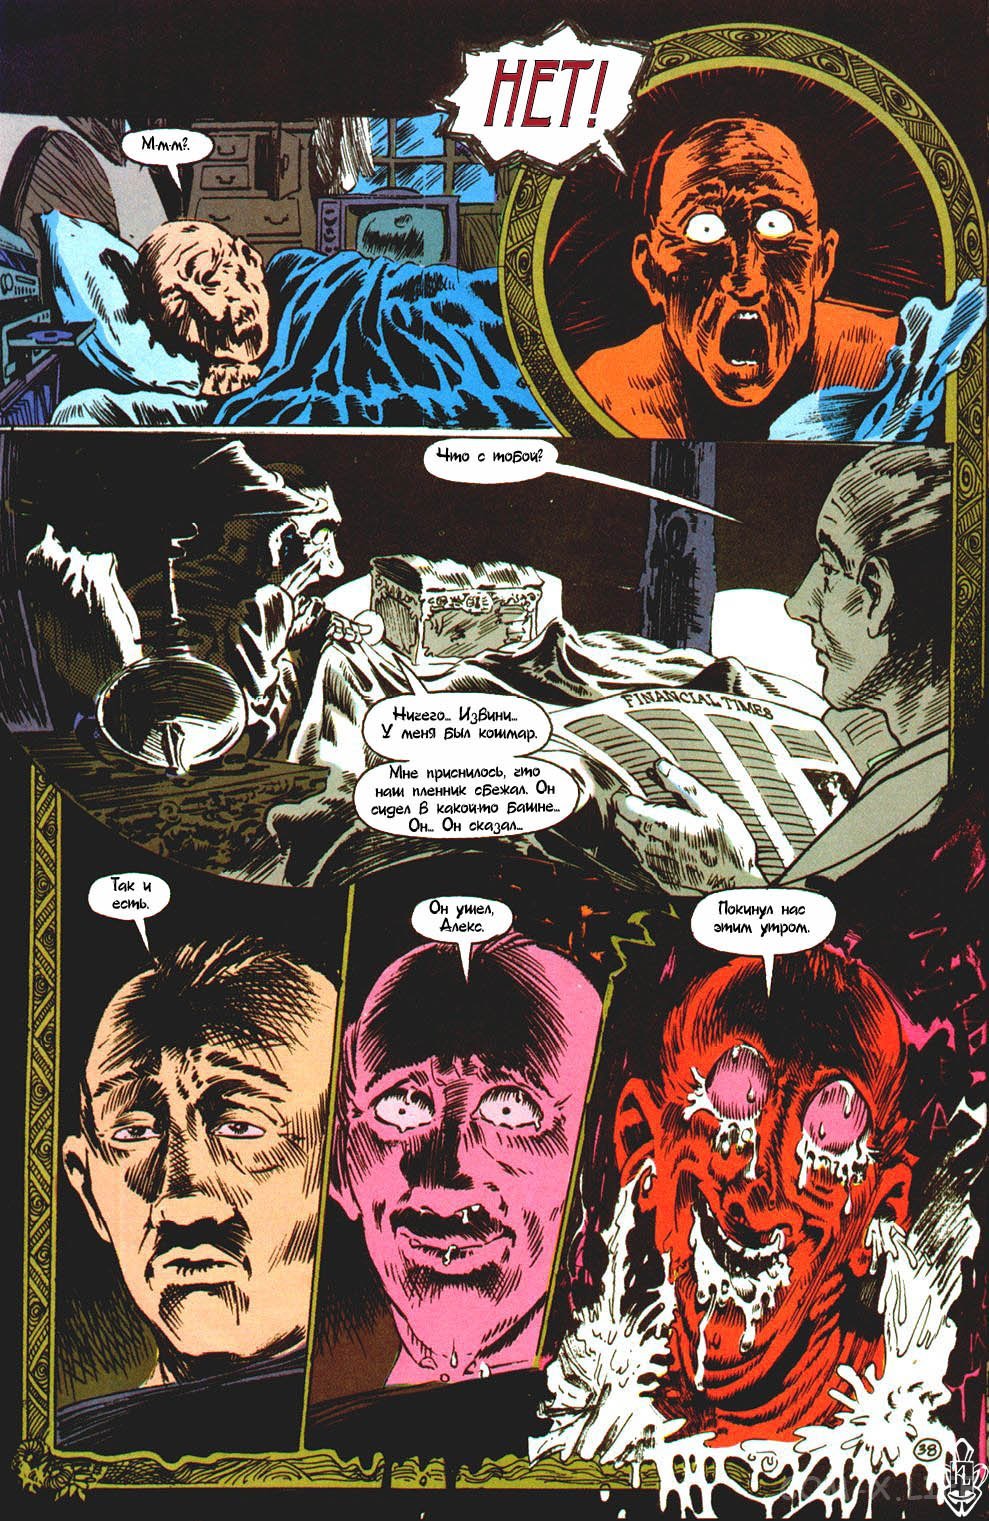 М-м-м?
НЕТ!
Что с тобой?
Ничего... Извини...
У меня был кошмар.
Мне приснилось, что
наш пленник сбежал. Он
сидел в какой-то башне...
Он... Он сказал...
FINANCIAL TIMES
Так и
есть.
Он ушел,
Алекс.
Покинул нас
этим утром.
38